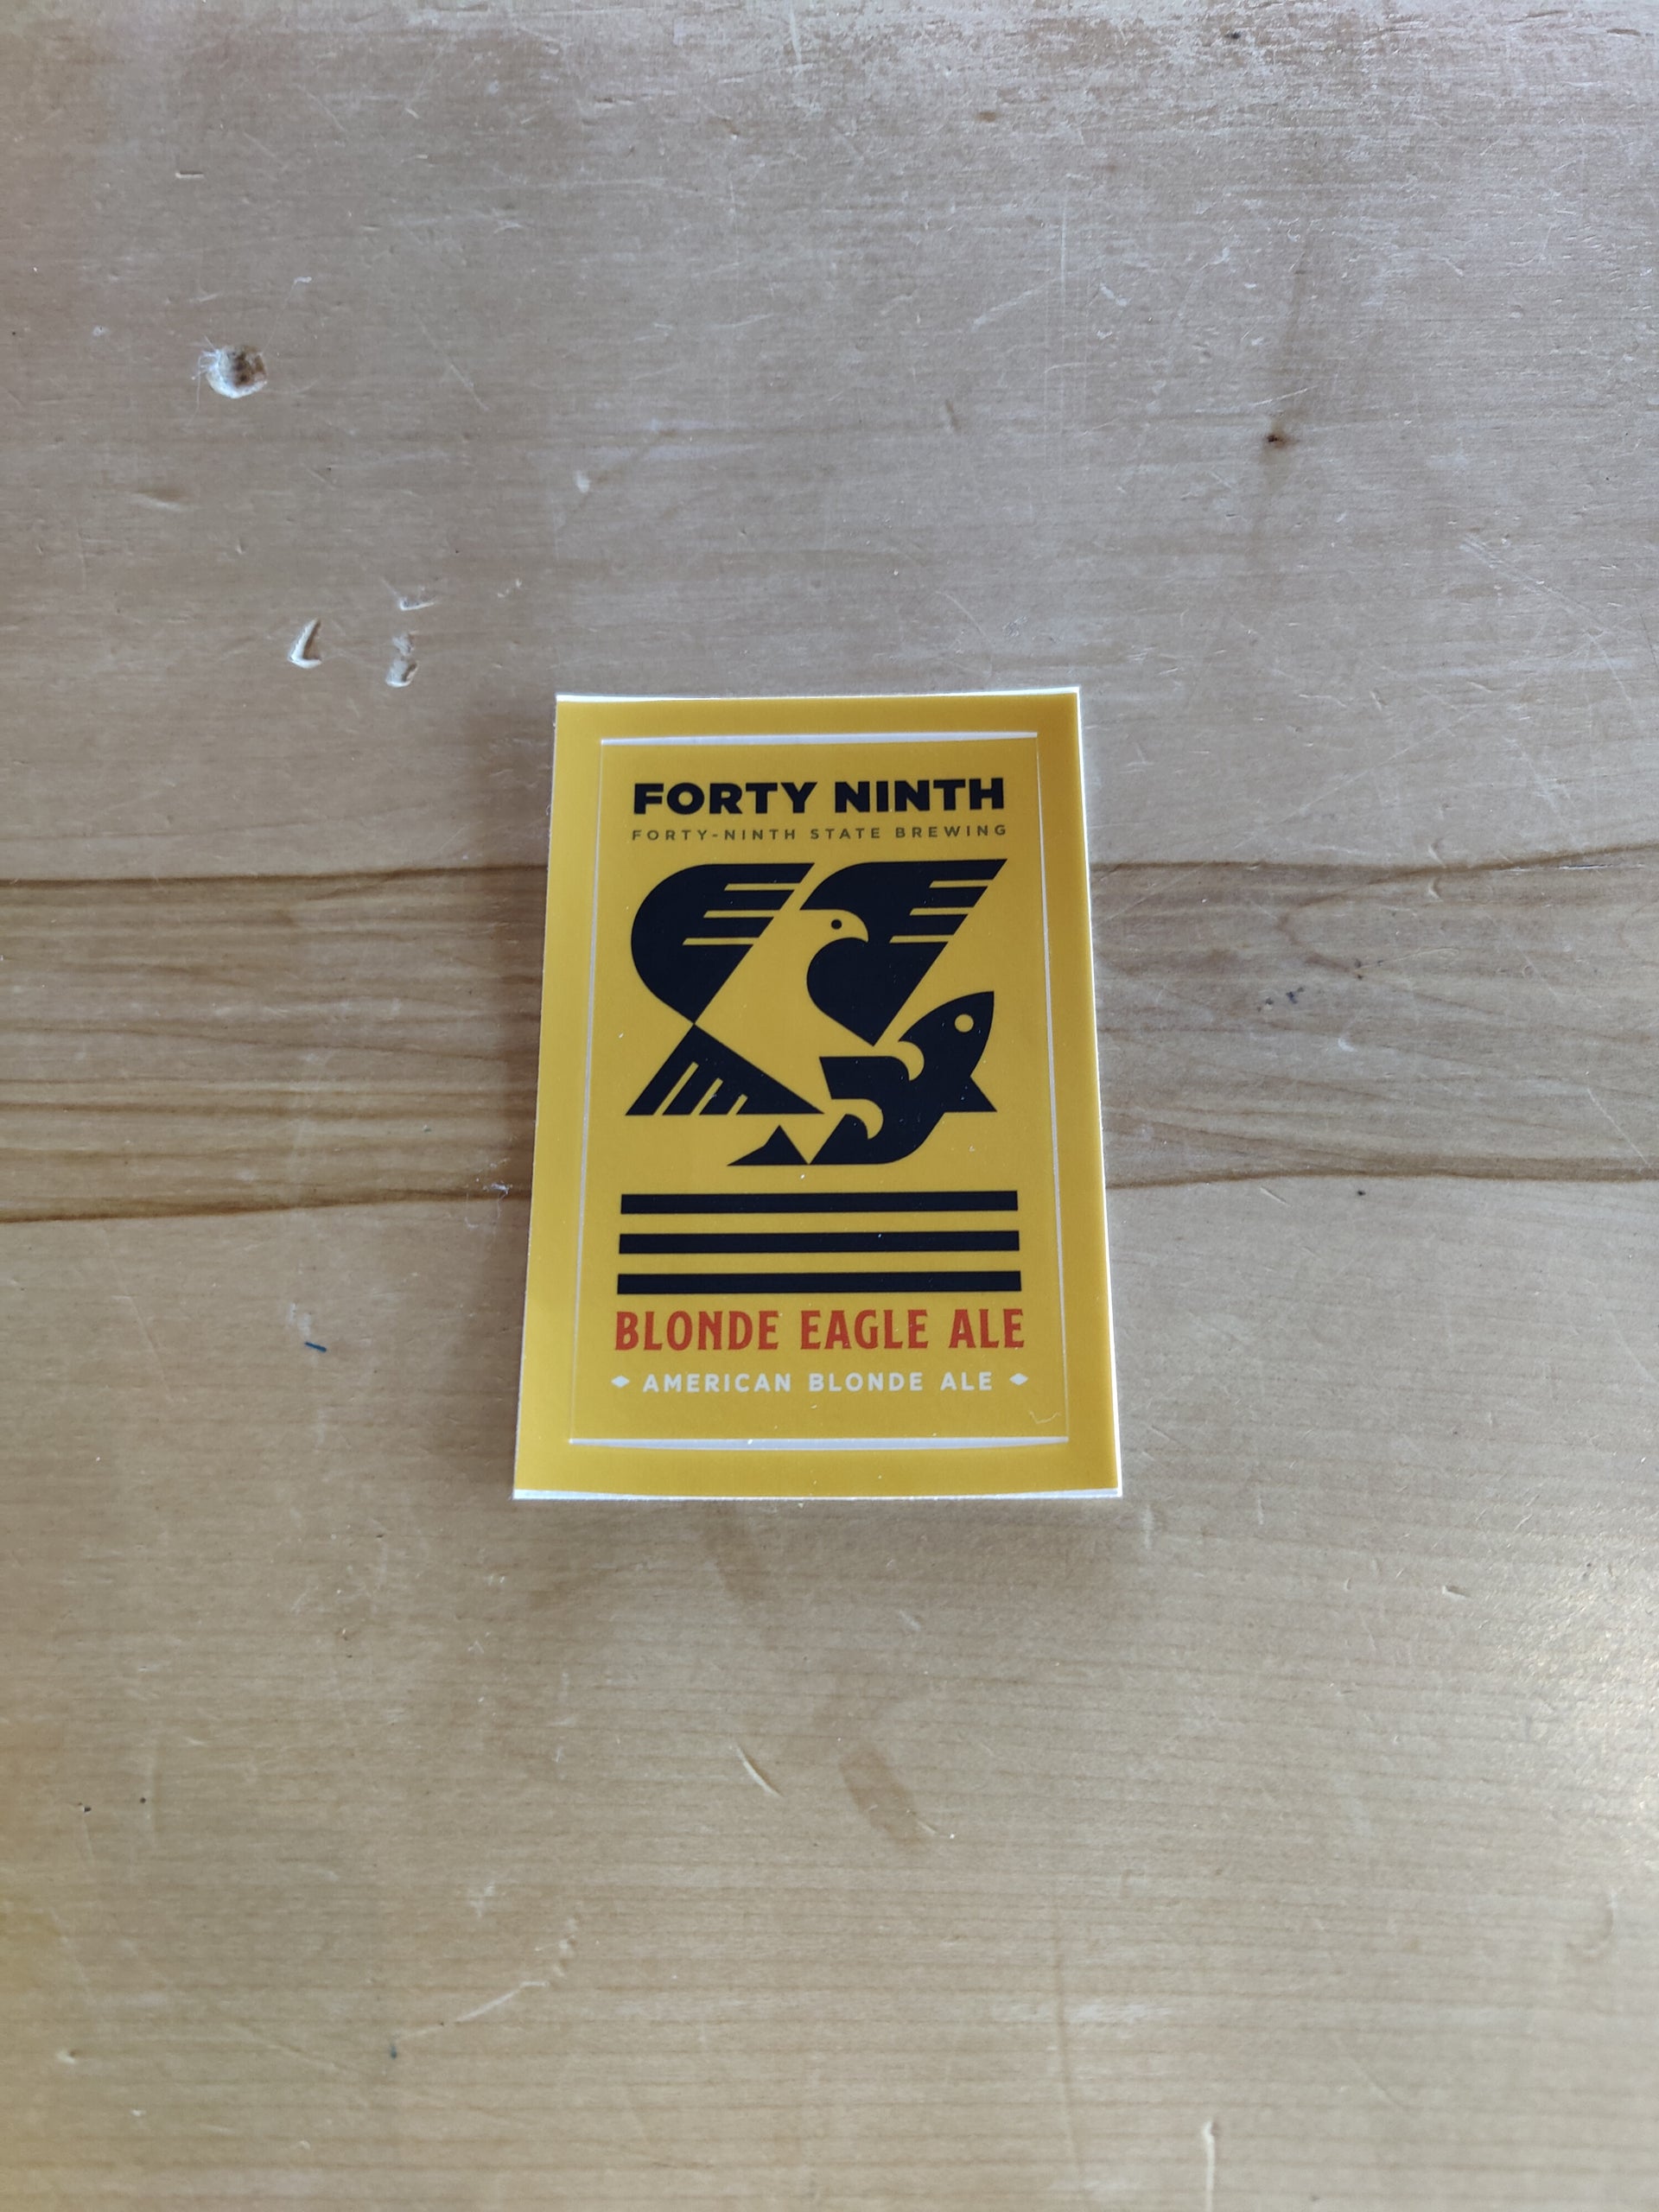 FORTY NINTH
FORTY-NINTH STATE BREWING
BLONDE EAGLE ALE
AMERICAN BLONDE ALE